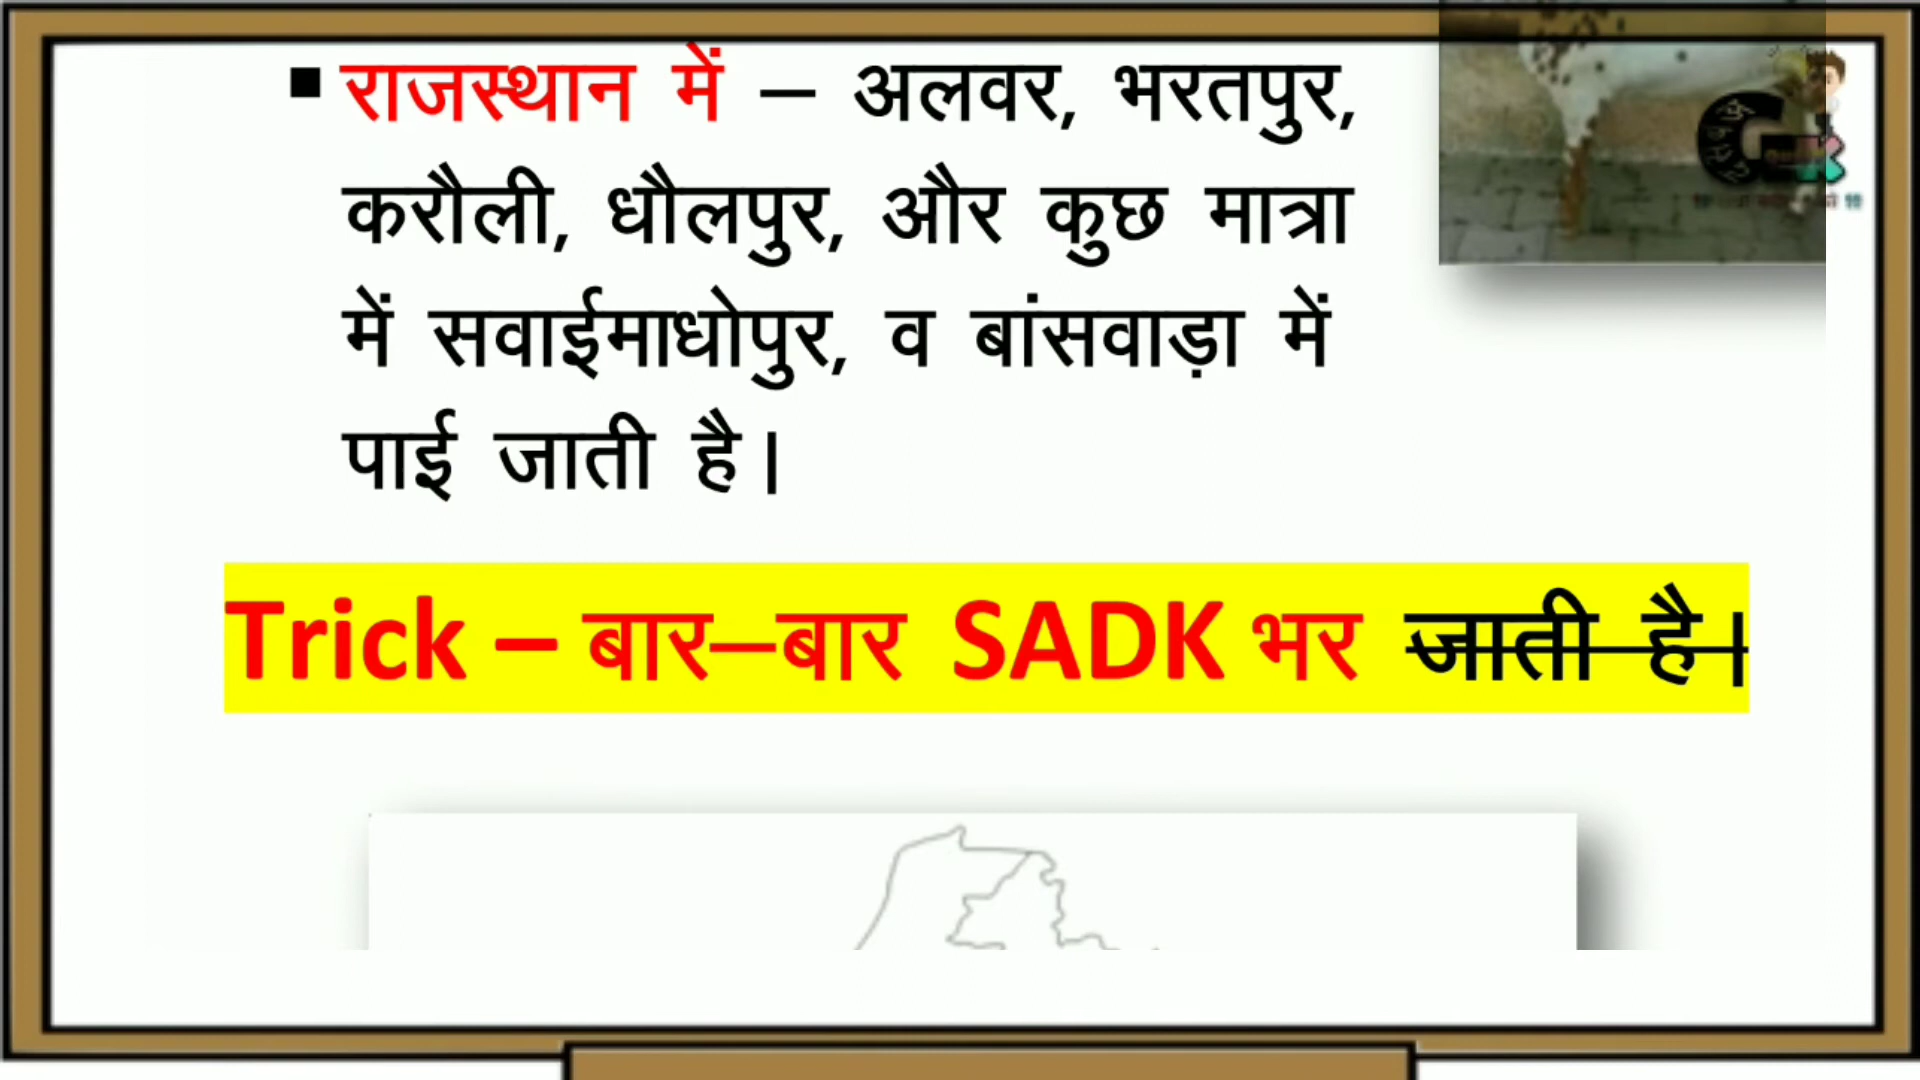 ▪ राजस्थान में – अलवर, भरतपुर,
करौली, धौलपुर, और कुछ मात्रा
में सवाईमाधोपुर, व बांसवाड़ा में
पाई जाती है।
Trick – बार–बार SADK भर जाती है।